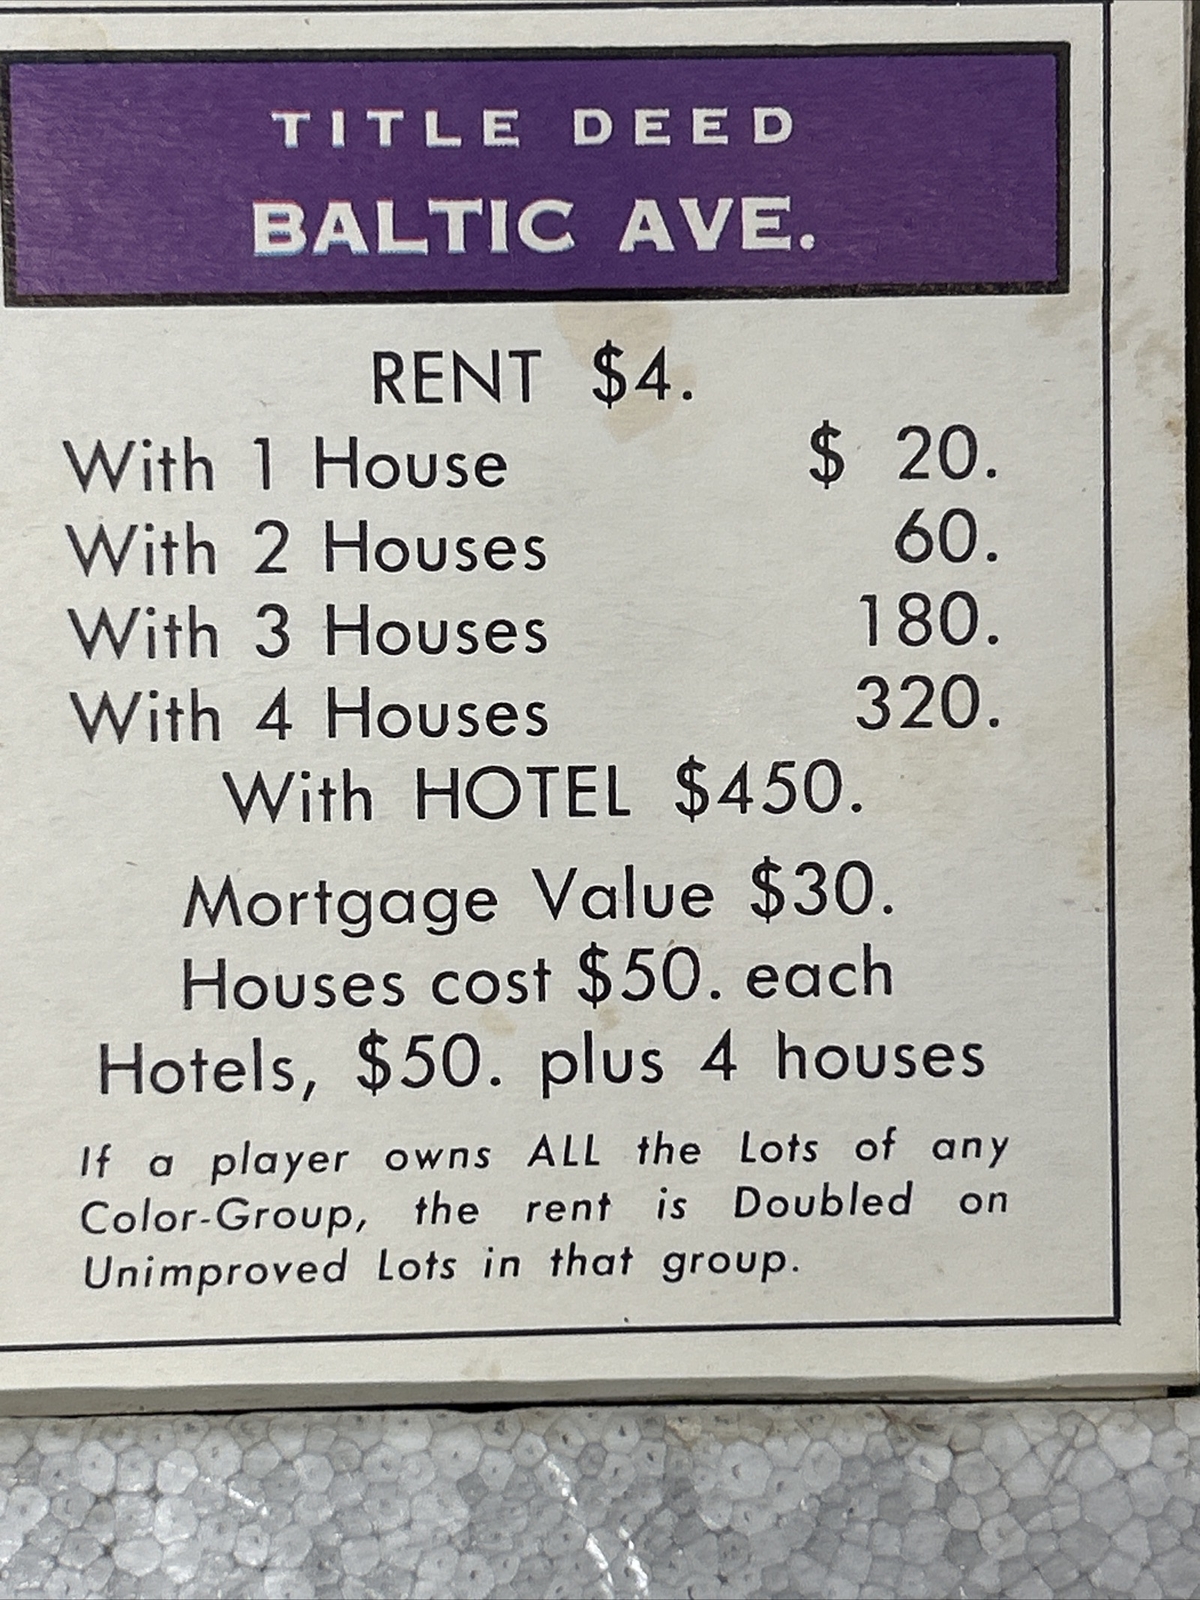 TITLE DEED
BALTIC AVE.
RENT $4.
With 1 House $ 20.
With 2 Houses 60.
With 3 Houses 180.
With 4 Houses 320.
With HOTEL $450.
Mortgage Value $30.
Houses cost $50. each
Hotels, $50. plus 4 houses
If a player owns ALL the Lots of any
Color-Group, the rent is Doubled on
Unimproved Lots in that group.